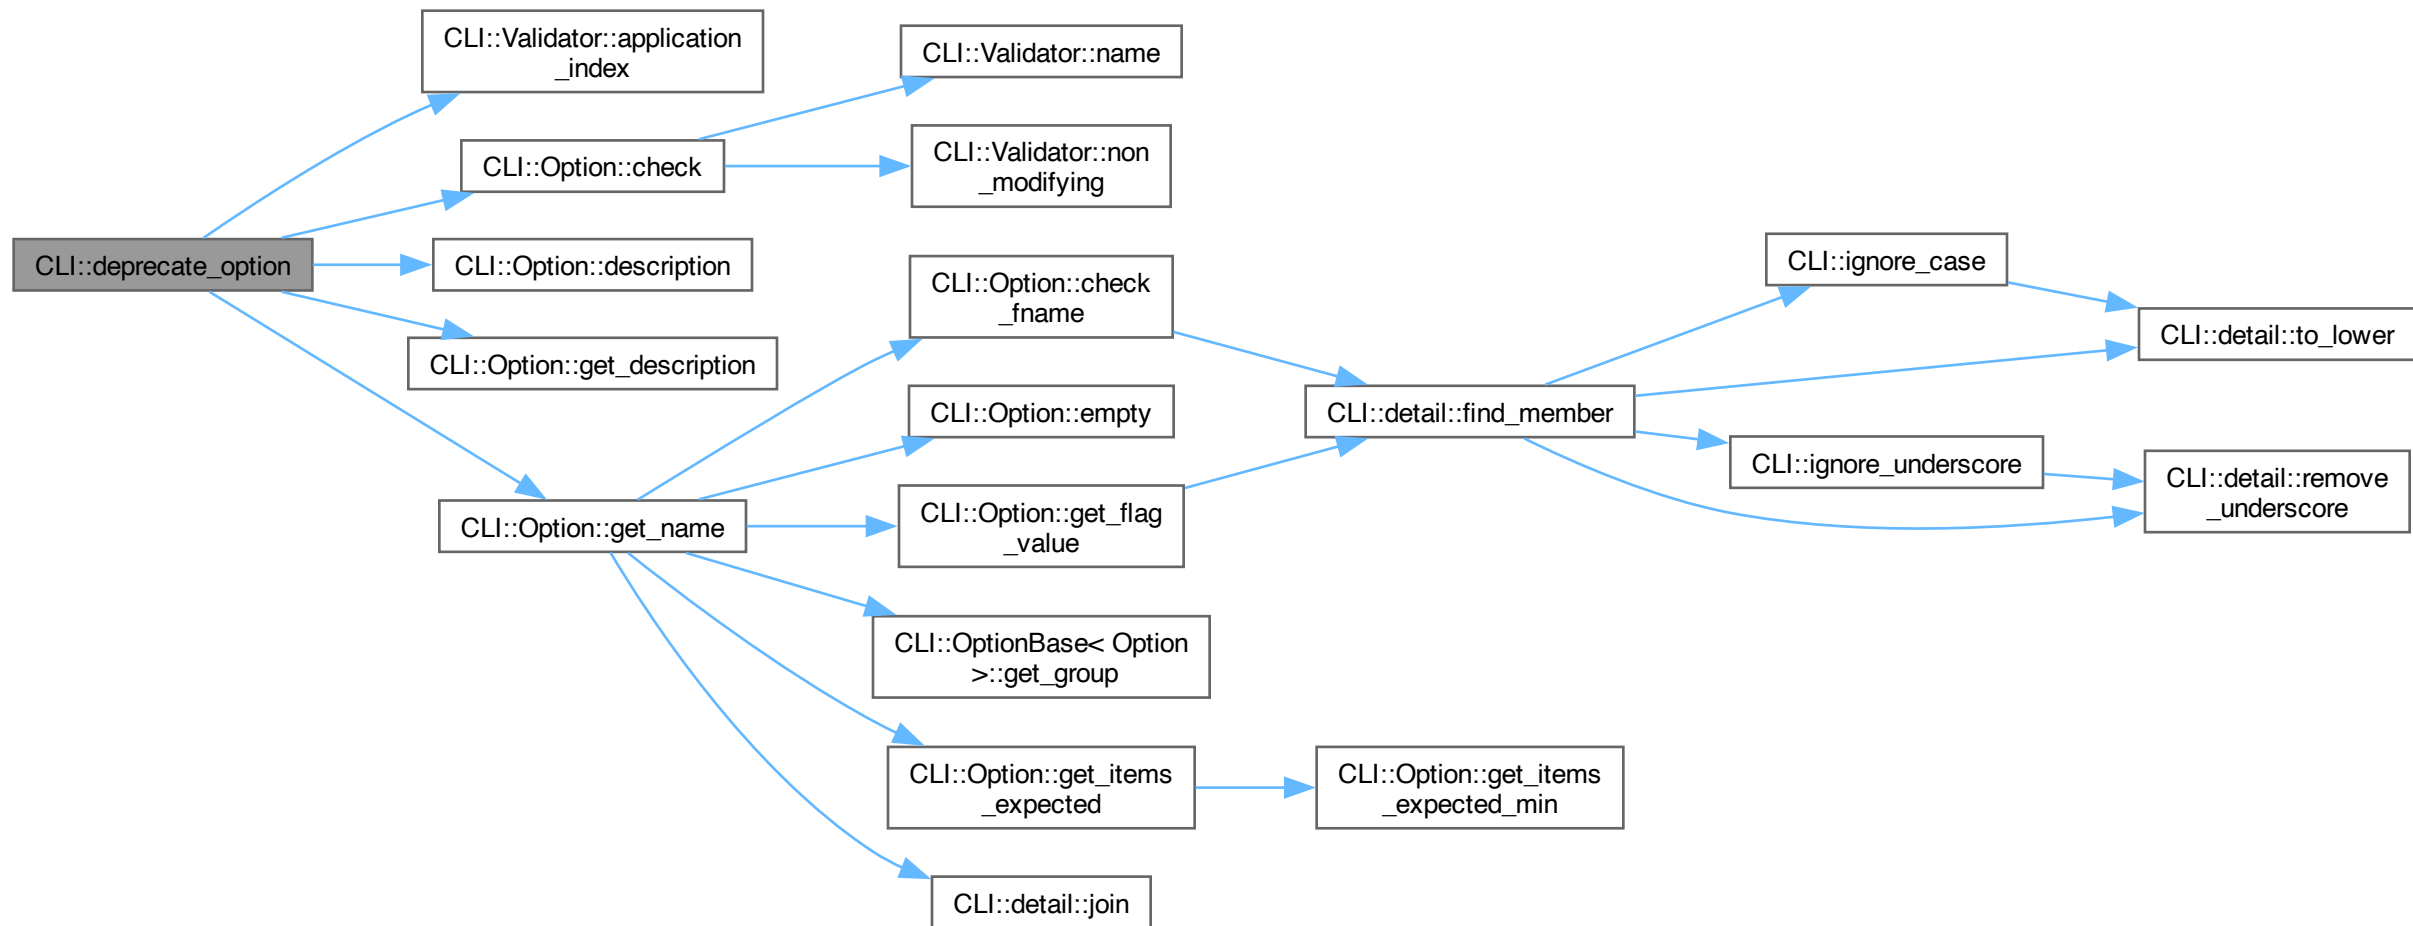 CLI::deprecate_option
CLI::Validator::application
_index
CLI::Option::check
CLI::Option::description
CLI::Option::get_description
CLI::Option::get_name
CLI::Validator::name
CLI::Validator::non
_modifying
CLI::Option::check
_fname
CLI::Option::empty
CLI::Option::get_flag
_value
CLI::OptionBase< Option
>::get_group
CLI::Option::get_items
_expected
CLI::detail::join
CLI::detail::find_member
CLI::Option::get_items
_expected_min
CLI::ignore_case
CLI::ignore_underscore
CLI::detail::to_lower
CLI::detail::remove
_underscore